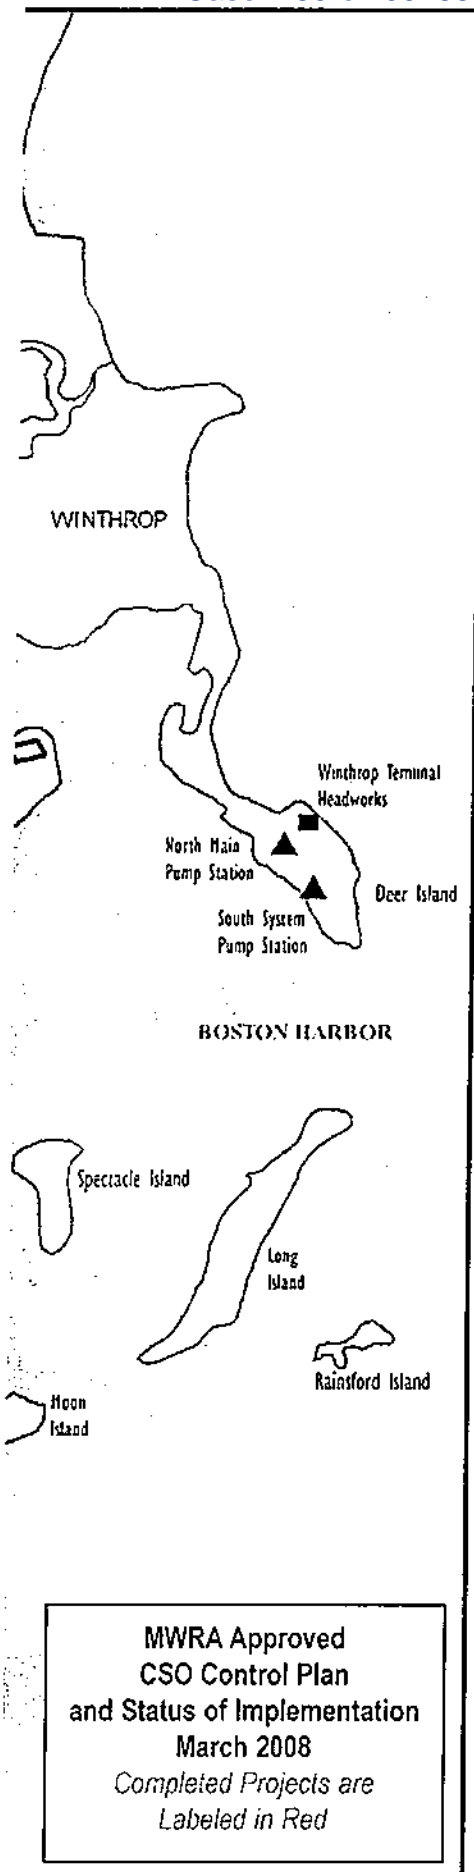 WINTHROP
Winthrop Terminal
Headworks
North Main
Pump Station
Deer Island
South System
Pump Station
BOSTON HARBOR
Spectacle Island
Long
Island
Rainsford Island
Moon
Island
MWRA Approved
CSO Control Plan
and Status of Implementation
March 2008
Completed Projects are
Labeled in Red